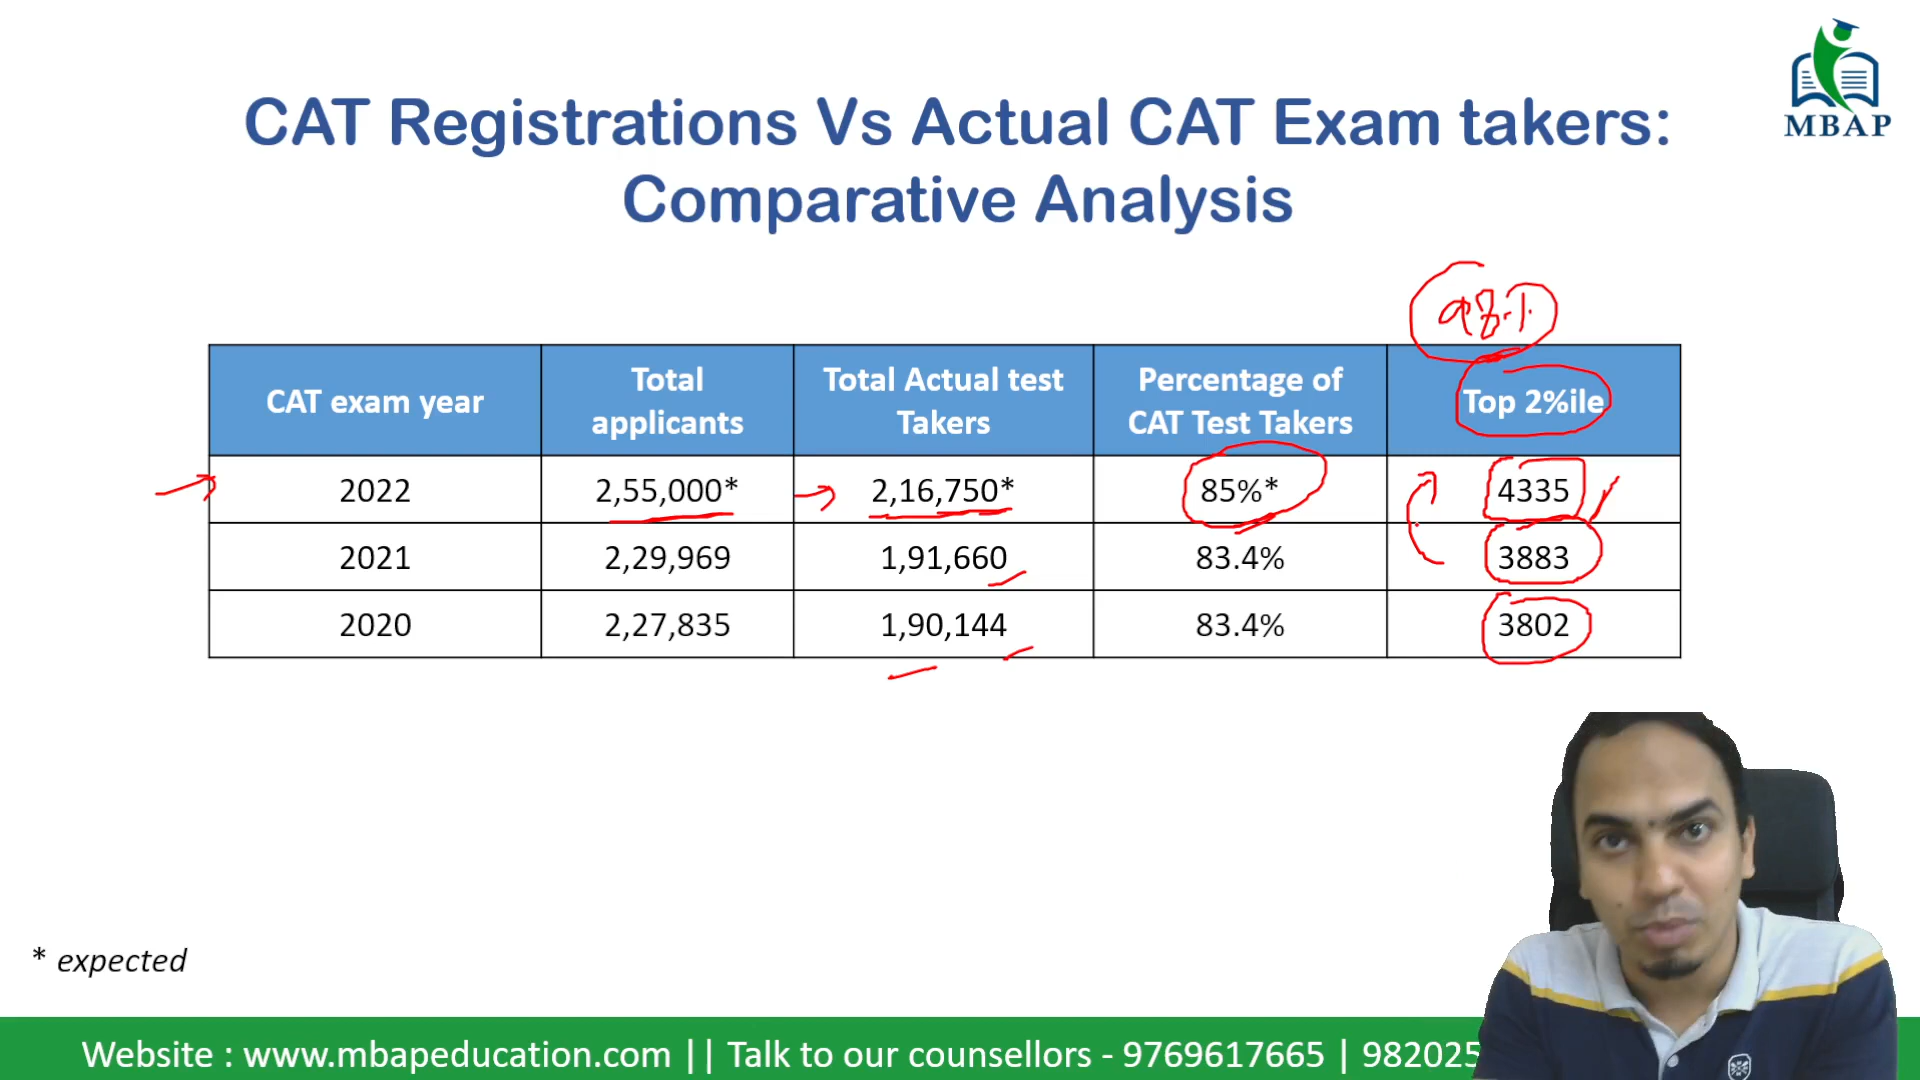 MBAP
CAT Registrations Vs Actual CAT Exam takers:
Comparative Analysis
98%
CAT exam year
Total applicants
Total Actual test Takers
Percentage of CAT Test Takers
Top 2%ile
2022 2,55,000* 2,16,750* 85%* 4335
2021 2,29,969 1,91,660 83.4% 3883
2020 2,27,835 1,90,144 83.4% 3802
* expected
Website : www.mbapeducation.com || Talk to our counsellors - 9769617665 | 982025